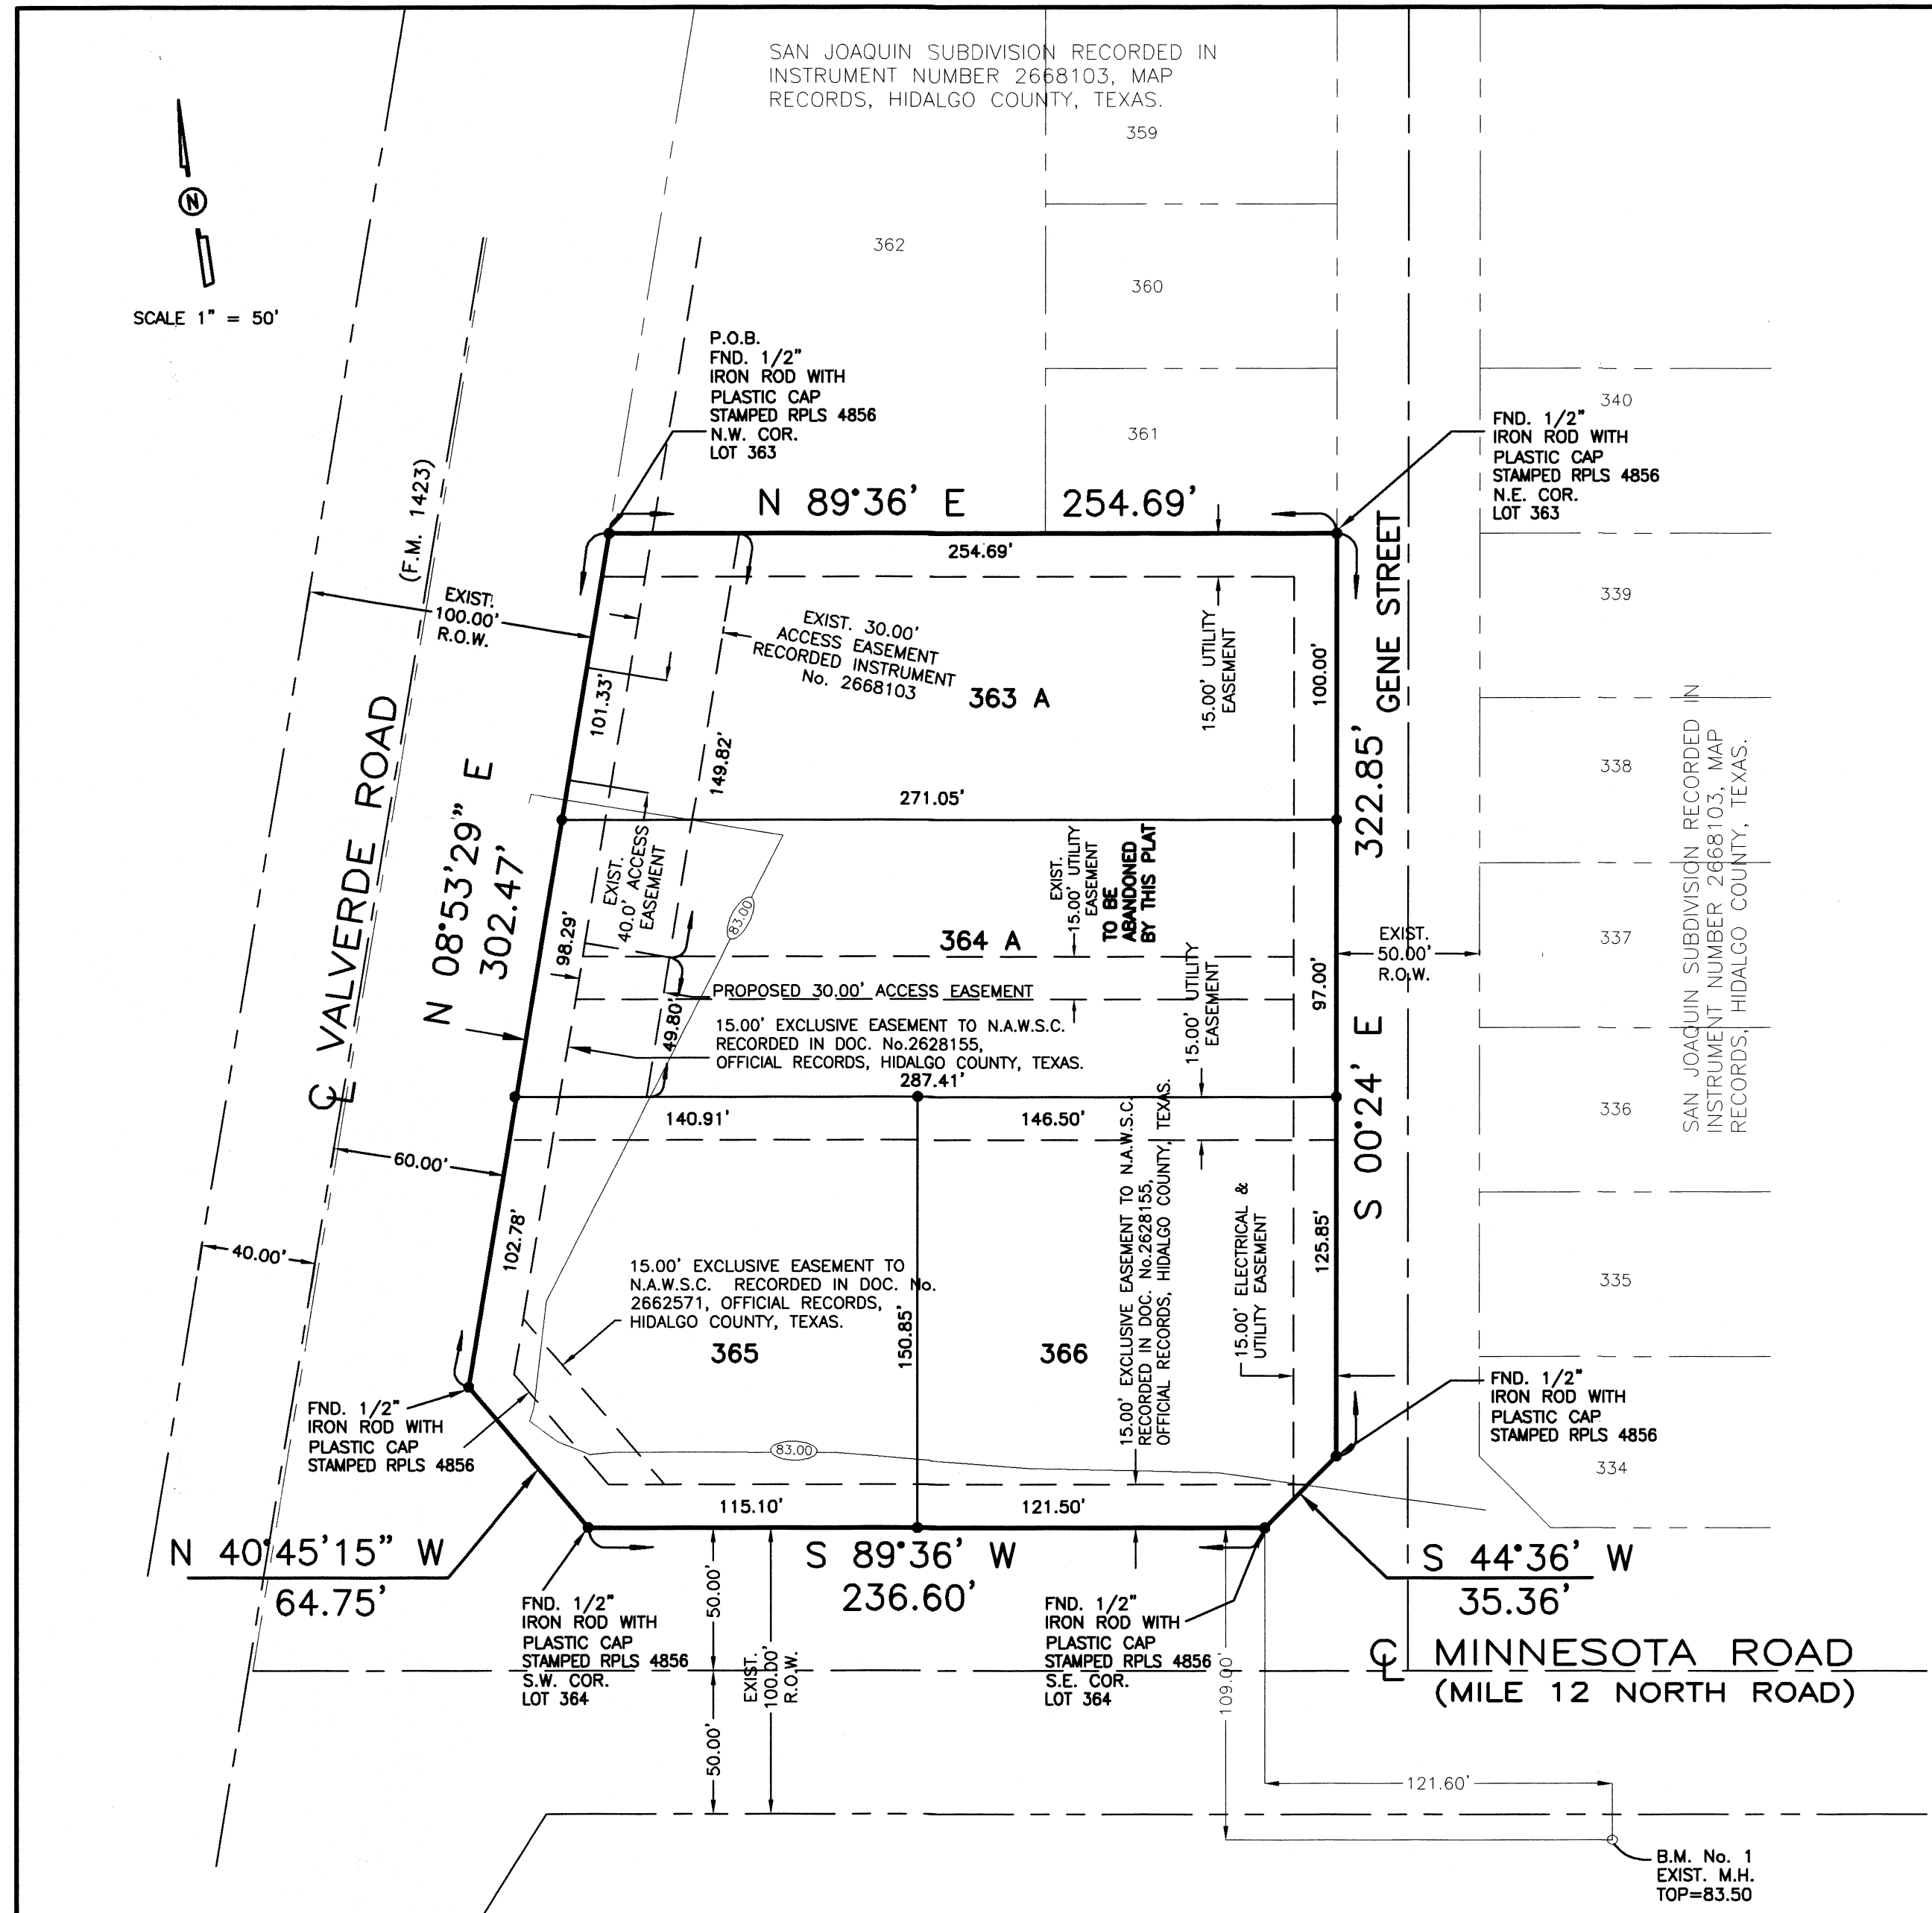 SAN JOAQUIN SUBDIVISION RECORDED IN
INSTRUMENT NUMBER 2668103, MAP
RECORDS, HIDALGO COUNTY, TEXAS.
359
362
360
N
SCALE 1" = 50'
P.O.B.
FND. 1/2"
IRON ROD WITH
PLASTIC CAP
STAMPED RPLS 4856
N.W. COR.
LOT 363
361
340
FND. 1/2"
IRON ROD WITH
PLASTIC CAP
STAMPED RPLS 4856
N.E. COR.
LOT 363
N 89°36' E 254.69'
254.69'
(F.M. 1423)
EXIST.
100.00'
R.O.W.
EXIST. 30.00'
ACCESS EASEMENT
RECORDED INSTRUMENT
No. 2668103
363 A
15.00' UTILITY
EASEMENT
100.00'
GENE STREET
339
101.33'
149.82'
VALVERDE ROAD
N 08°53'29" E
302.47'
271.05'
322.85'
338
SAN JOAQUIN SUBDIVISION RECORDED IN
INSTRUMENT NUMBER 2668103, MAP
RECORDS, HIDALGO COUNTY, TEXAS.
EXIST.
40.0' ACCESS
EASEMENT
83.00
EXIST.
15.00' UTILITY
EASEMENT
TO BE
ABANDONED
BY THIS PLAT
364 A
98.29'
15.00' UTILITY
EASEMENT
97.00'
EXIST.
50.00'
R.O.W.
337
PROPOSED 30.00' ACCESS EASEMENT
49.80'
15.00' EXCLUSIVE EASEMENT TO N.A.W.S.C.
RECORDED IN DOC. No.2628155,
OFFICIAL RECORDS, HIDALGO COUNTY, TEXAS.
287.41'
140.91'
146.50'
S 00°24' E
336
60.00'
40.00'
102.78'
15.00' EXCLUSIVE EASEMENT TO N.A.W.S.C.
RECORDED IN DOC. No.2628155,
OFFICIAL RECORDS, HIDALGO COUNTY, TEXAS.
15.00' ELECTRICAL &
UTILITY EASEMENT
125.85'
335
15.00' EXCLUSIVE EASEMENT TO
N.A.W.S.C. RECORDED IN DOC. No.
2662571, OFFICIAL RECORDS,
HIDALGO COUNTY, TEXAS.
365
150.85'
366
FND. 1/2"
IRON ROD WITH
PLASTIC CAP
STAMPED RPLS 4856
FND. 1/2"
IRON ROD WITH
PLASTIC CAP
STAMPED RPLS 4856
334
83.00
115.10'
121.50'
N 40°45'15" W
64.75'
S 89°36' W
236.60'
S 44°36' W
35.36'
FND. 1/2"
IRON ROD WITH
PLASTIC CAP
STAMPED RPLS 4856
S.W. COR.
LOT 364
50.00'
EXIST.
100.00'
R.O.W.
FND. 1/2"
IRON ROD WITH
PLASTIC CAP
STAMPED RPLS 4856
S.E. COR.
LOT 364
109.00'
℄ MINNESOTA ROAD
(MILE 12 NORTH ROAD)
50.00'
121.60'
B.M. No. 1
EXIST. M.H.
TOP=83.50